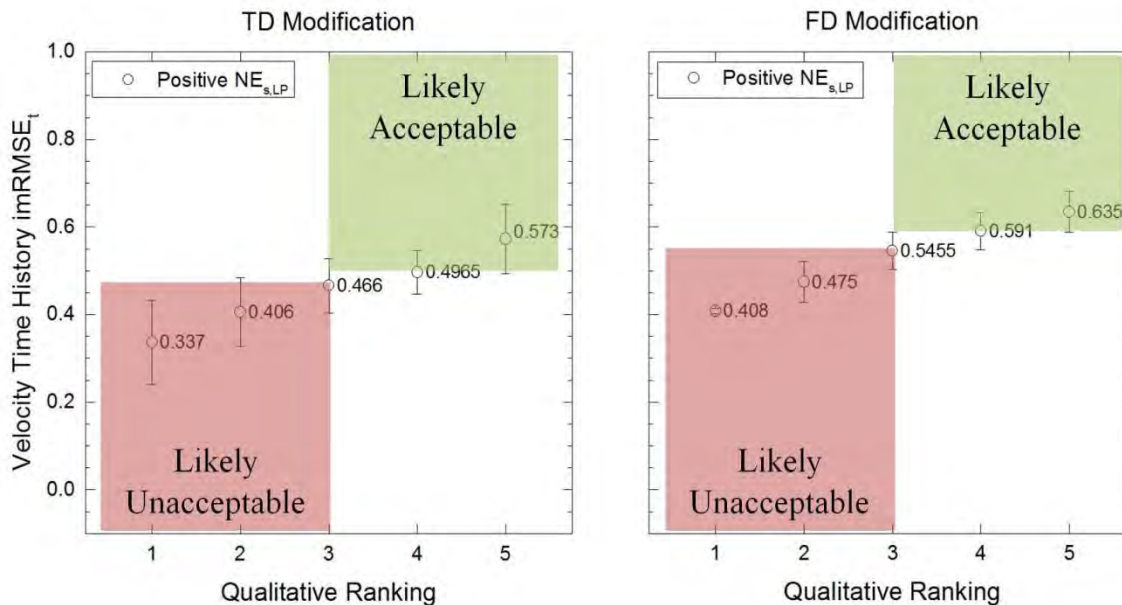 TD Modification
Velocity Time History imRMSE_t
1.0
0.8
0.6
0.4
0.2
0.0
Positive NE_s,LP
Likely
Acceptable
0.337
0.406
0.466
0.4965
0.573
Likely
Unacceptable
1 2 3 4 5
Qualitative Ranking
FD Modification
Positive NE_s,LP
Likely
Acceptable
0.408
0.475
0.5455
0.591
0.635
Likely
Unacceptable
1 2 3 4 5
Qualitative Ranking